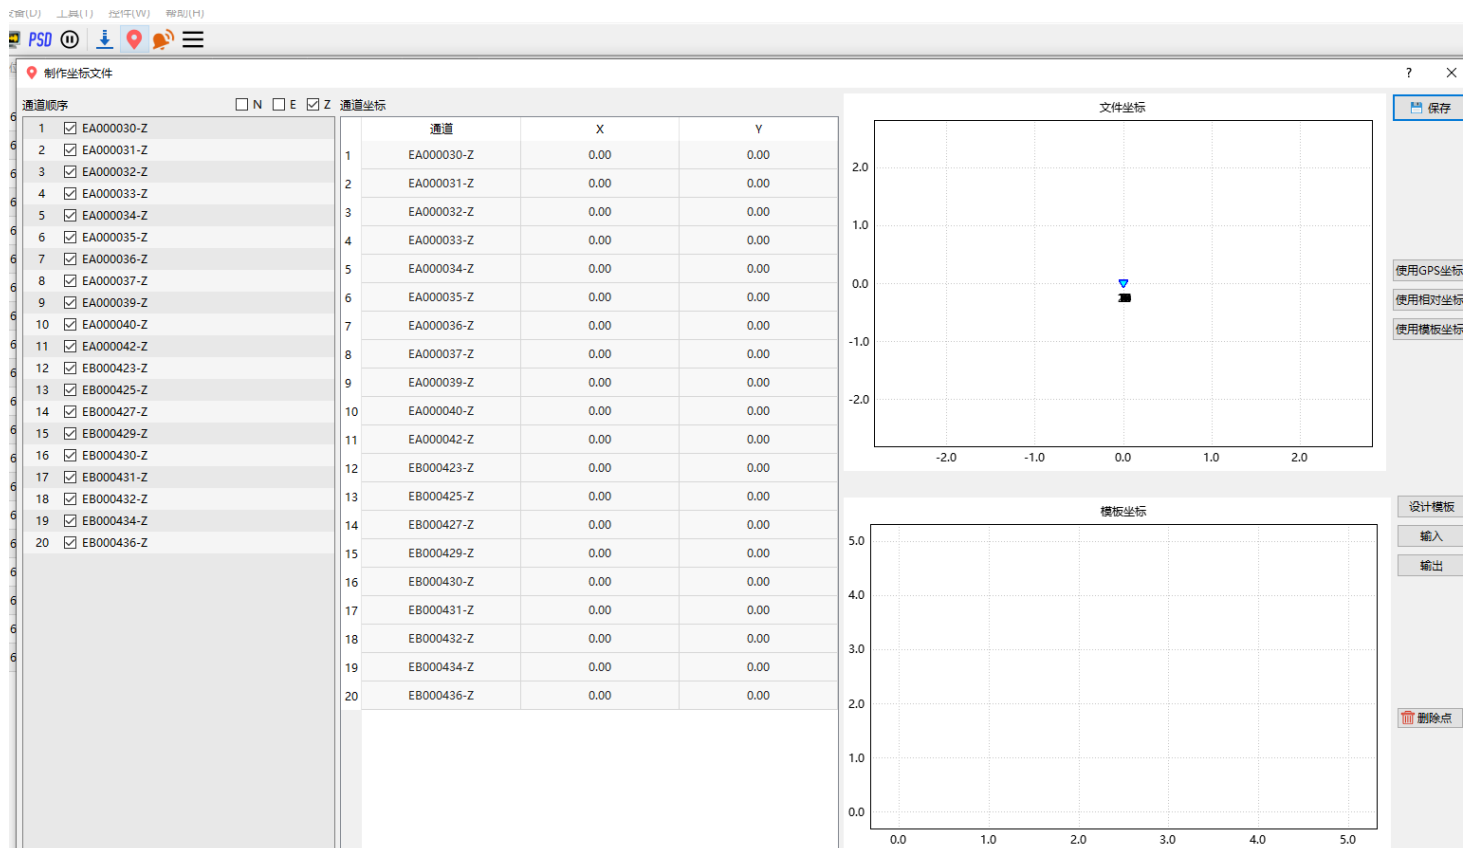 工具(T) 控件(W) 帮助(H)
PSD
制作坐标文件 ?
通道顺序 N E Z 通道坐标
1 EA000030-Z
2 EA000031-Z
3 EA000032-Z
4 EA000033-Z
5 EA000034-Z
6 EA000035-Z
7 EA000036-Z
8 EA000037-Z
9 EA000039-Z
10 EA000040-Z
11 EA000042-Z
12 EB000423-Z
13 EB000425-Z
14 EB000427-Z
15 EB000429-Z
16 EB000430-Z
17 EB000431-Z
18 EB000432-Z
19 EB000434-Z
20 EB000436-Z
通道 X Y
1 EA000030-Z 0.00 0.00
2 EA000031-Z 0.00 0.00
3 EA000032-Z 0.00 0.00
4 EA000033-Z 0.00 0.00
5 EA000034-Z 0.00 0.00
6 EA000035-Z 0.00 0.00
7 EA000036-Z 0.00 0.00
8 EA000037-Z 0.00 0.00
9 EA000039-Z 0.00 0.00
10 EA000040-Z 0.00 0.00
11 EA000042-Z 0.00 0.00
12 EB000423-Z 0.00 0.00
13 EB000425-Z 0.00 0.00
14 EB000427-Z 0.00 0.00
15 EB000429-Z 0.00 0.00
16 EB000430-Z 0.00 0.00
17 EB000431-Z 0.00 0.00
18 EB000432-Z 0.00 0.00
19 EB000434-Z 0.00 0.00
20 EB000436-Z 0.00 0.00
文件坐标
2.0
1.0
0.0
-1.0
-2.0
-2.0 -1.0 0.0 1.0 2.0
模板坐标
5.0
4.0
3.0
2.0
1.0
0.0
0.0 1.0 2.0 3.0 4.0 5.0
保存
使用GPS坐标
使用相对坐标
使用模板坐标
设计模板
输入
输出
删除点